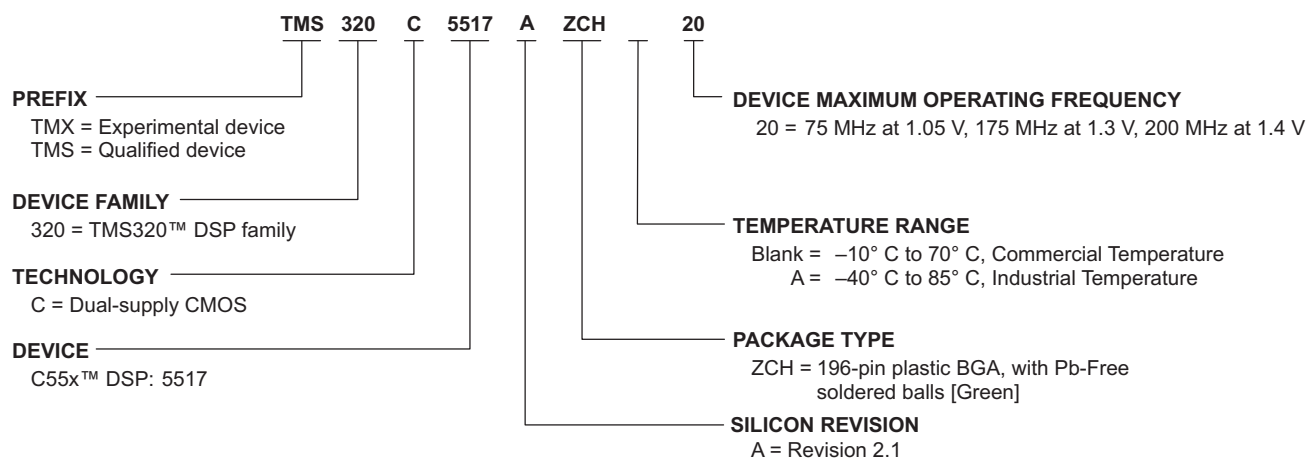 TMS 320 C 5517 A ZCH 20
PREFIX
TMX = Experimental device
TMS = Qualified device
DEVICE FAMILY
320 = TMS320™ DSP family
TECHNOLOGY
C = Dual-supply CMOS
DEVICE
C55x™ DSP: 5517
DEVICE MAXIMUM OPERATING FREQUENCY
20 = 75 MHz at 1.05 V, 175 MHz at 1.3 V, 200 MHz at 1.4 V
TEMPERATURE RANGE
Blank = –10° C to 70° C, Commercial Temperature
A = –40° C to 85° C, Industrial Temperature
PACKAGE TYPE
ZCH = 196-pin plastic BGA, with Pb-Free
soldered balls [Green]
SILICON REVISION
A = Revision 2.1